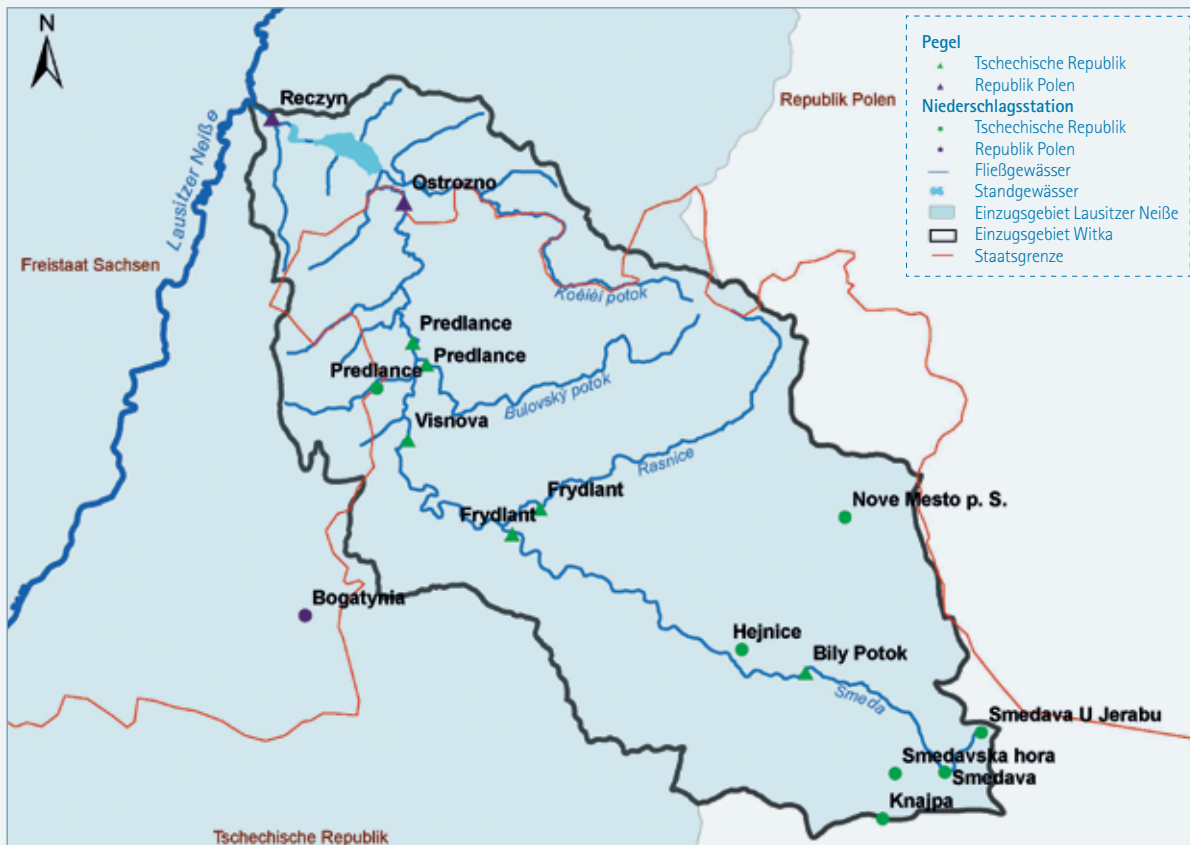 N
Reczyn
Republik Polen
Pegel
Tschechische Republik
Republik Polen
Niederschlagsstation
Tschechische Republik
Republik Polen
Fließgewässer
Standgewässer
Einzugsgebiet Lausitzer Neiße
Einzugsgebiet Witka
Staatsgrenze
Lausitzer Neiße
Ostrozno
Freistaat Sachsen
Koèièí potok
Predlance
Predlance
Predlance
Bulovský potok
Visnova
Rasnice
Frydlant
Nove Mesto p. S.
Frydlant
Bogatynia
Hejnice
Bily Potok
Smeda
Smedava U Jerabu
Smedavska hora
Smedava
Knajpa
Tschechische Republik